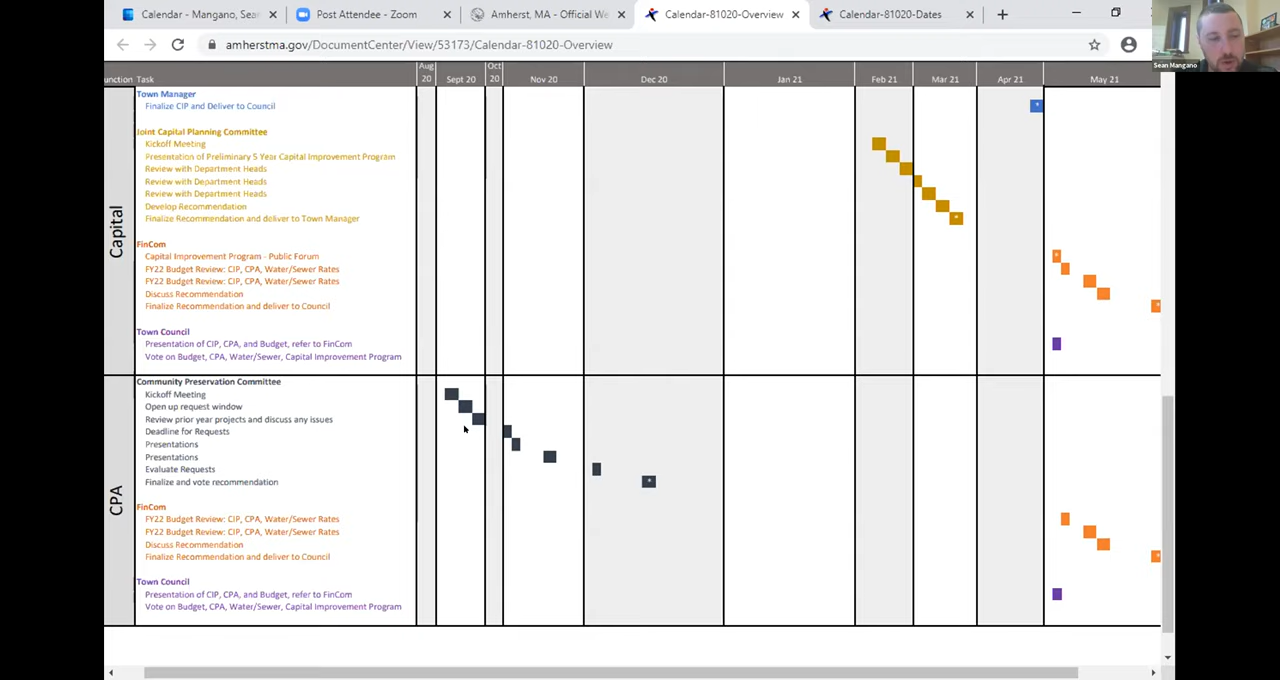 Calendar - Mangano, Sea
Post Attendee - Zoom
Amherst, MA - Official We
Calendar-81020-Overview
Calendar-81020-Dates
amherstma.gov/DocumentCenter/View/53173/Calendar-81020-Overview
Sean Mangano
unction Task Aug 20 Sept 20 Oct 20 Nov 20 Dec 20 Jan 21 Feb 21 Mar 21 Apr 21 May 21
Capital
Town Manager
Finalize CIP and Deliver to Council *
Joint Capital Planning Committee
Kickoff Meeting
Presentation of Preliminary 5 Year Capital Improvement Program
Review with Department Heads
Review with Department Heads
Review with Department Heads
Develop Recommendation
Finalize Recommendation and deliver to Town Manager *
FinCom
Capital Improvement Program - Public Forum *
FY22 Budget Review: CIP, CPA, Water/Sewer Rates
FY22 Budget Review: CIP, CPA, Water/Sewer Rates
Discuss Recommendation
Finalize Recommendation and deliver to Council *
Town Council
Presentation of CIP, CPA, and Budget, refer to FinCom
Vote on Budget, CPA, Water/Sewer, Capital Improvement Program
CPA
Community Preservation Committee
Kickoff Meeting
Open up request window
Review prior year projects and discuss any issues
Deadline for Requests
Presentations
Presentations
Evaluate Requests
Finalize and vote recommendation *
FinCom
FY22 Budget Review: CIP, CPA, Water/Sewer Rates
FY22 Budget Review: CIP, CPA, Water/Sewer Rates
Discuss Recommendation
Finalize Recommendation and deliver to Council *
Town Council
Presentation of CIP, CPA, and Budget, refer to FinCom
Vote on Budget, CPA, Water/Sewer, Capital Improvement Program